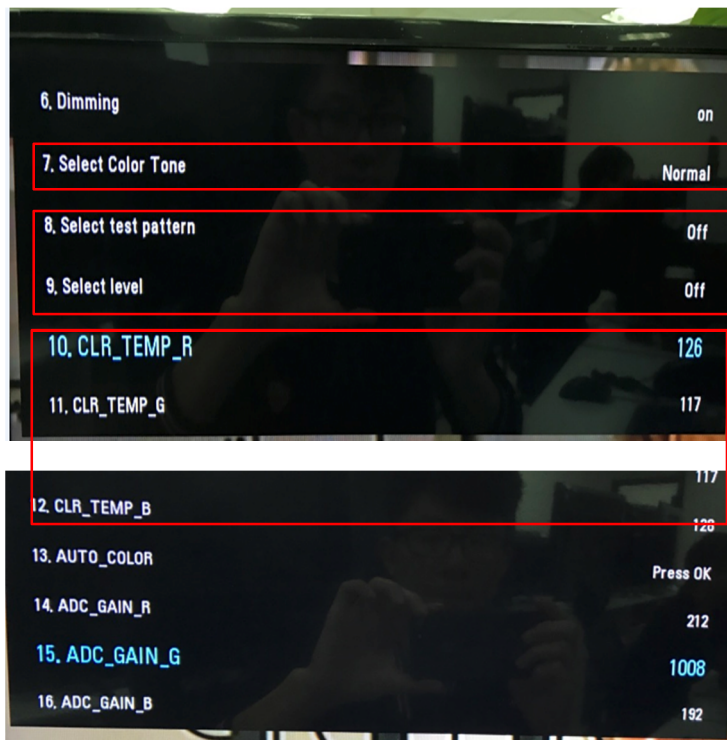 6. Dimming on
7. Select Color Tone Normal
8. Select test pattern Off
9. Select level Off
10. CLR_TEMP_R 126
11. CLR_TEMP_G 117
117
12. CLR_TEMP_B 128
13. AUTO_COLOR Press OK
14. ADC_GAIN_R 212
15. ADC_GAIN_G 1008
16. ADC_GAIN_B 192